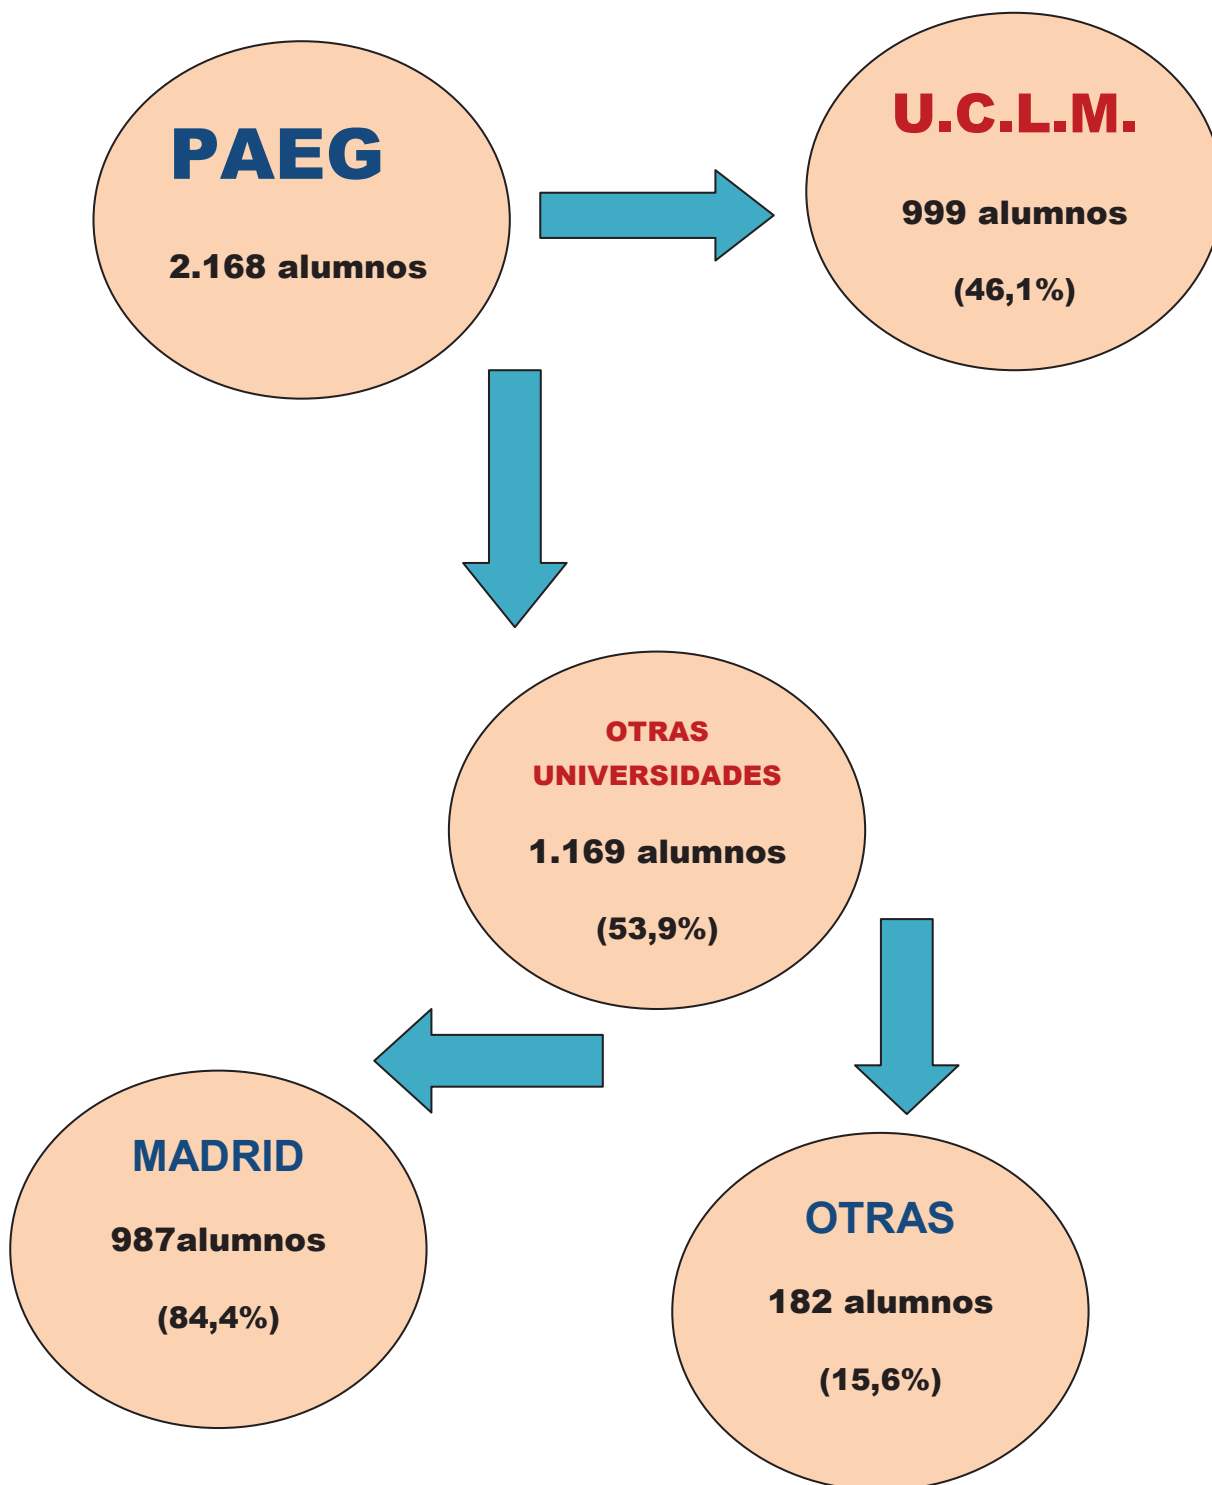 PAEG
2.168 alumnos
U.C.L.M.
999 alumnos
(46,1%)
OTRAS
UNIVERSIDADES
1.169 alumnos
(53,9%)
MADRID
987alumnos
(84,4%)
OTRAS
182 alumnos
(15,6%)